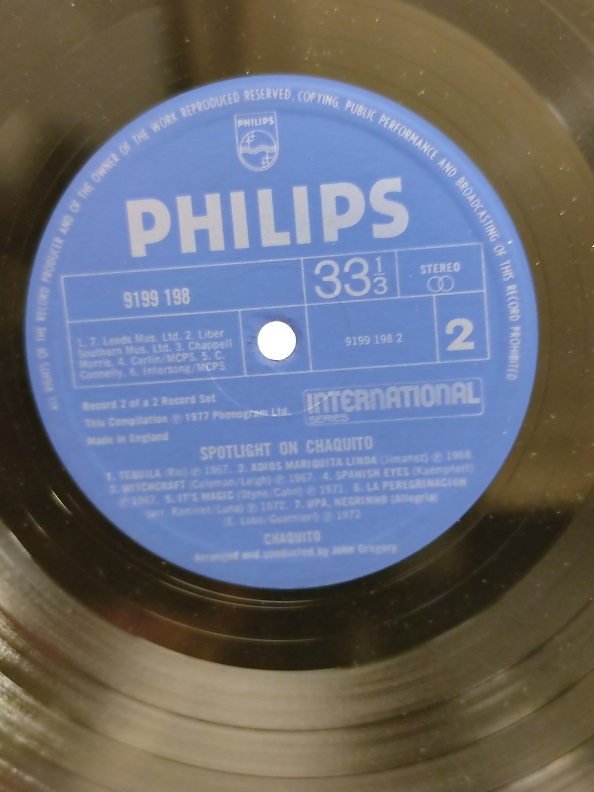 ALL RIGHTS OF THE RECORD PRODUCER AND OF THE OWNER OF THE WORK REPRODUCED RESERVED. COPYING, PUBLIC PERFORMANCE AND BROADCASTING OF THIS RECORD PROHIBITED
PHILIPS
PHILIPS
9199 198
33 1/3
STEREO
1. 7. Leeds Mus. Ltd. 2. Liber
Southern Mus. Ltd. 3. Chappell
Morris. 4. Carlin/MCPS. 5. C.
Connelly. 6. Intersong/MCPS
9199 198 2
2
Record 2 of a 2 Record Set
This Compilation ℗ 1977 Phonogram Ltd.
Made in England
INTERNATIONAL
SERIES
SPOTLIGHT ON CHAQUITO
1. TEQUILA (Rio) ℗ 1967. 2. ADIOS MARIQUITA LINDA (Jimanez) ℗ 1968.
3. WITCHCRAFT (Coleman/Leigh) ℗ 1967. 4. SPANISH EYES (Kaempfert)
℗ 1967. 5. IT'S MAGIC (Styne/Cahn) ℗ 1971. 6. LA PEREGRINACION
(arr. Ramirez/Luna) ℗ 1972. 7. UPA, NEGRINHO (Allegria)
(E. Lobo/Guarnieri) ℗ 1972
CHAQUITO
Arranged and conducted by John Gregory